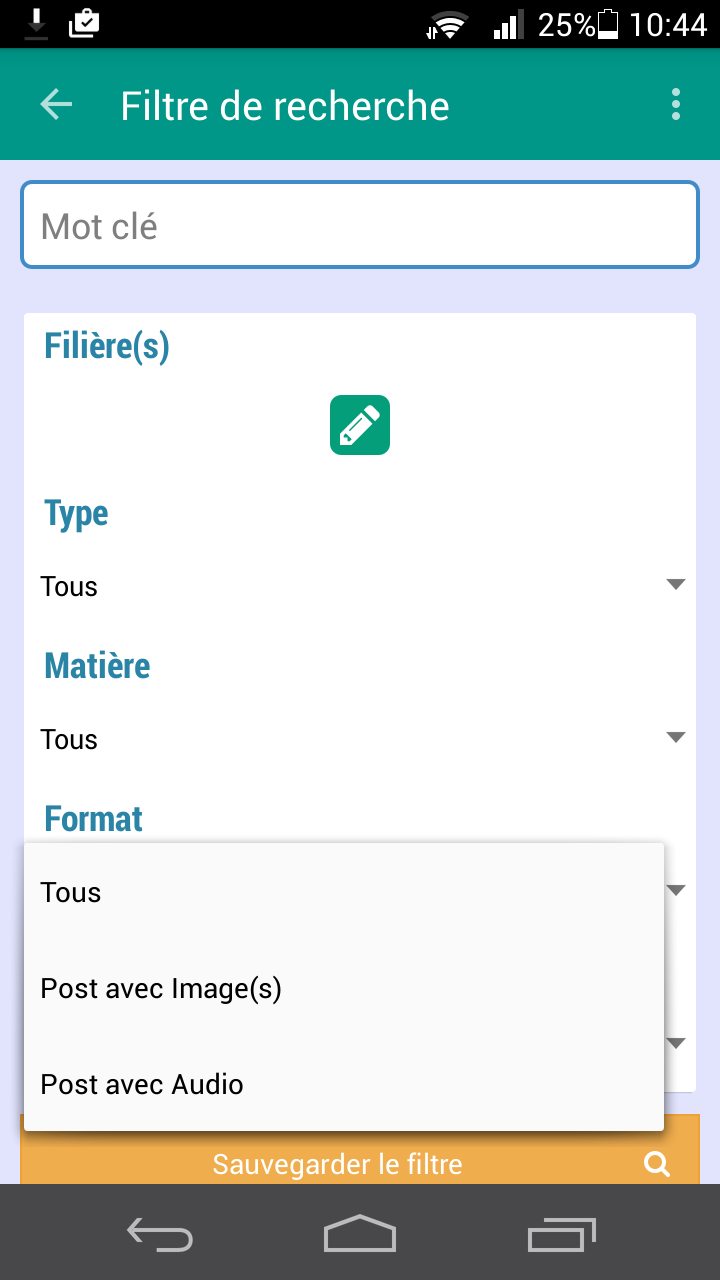 25% 10:44
Filtre de recherche
Mot clé
Filière(s)
Type
Tous
Matière
Tous
Format
Tous
Post avec Image(s)
Post avec Audio
Sauvegarder le filtre